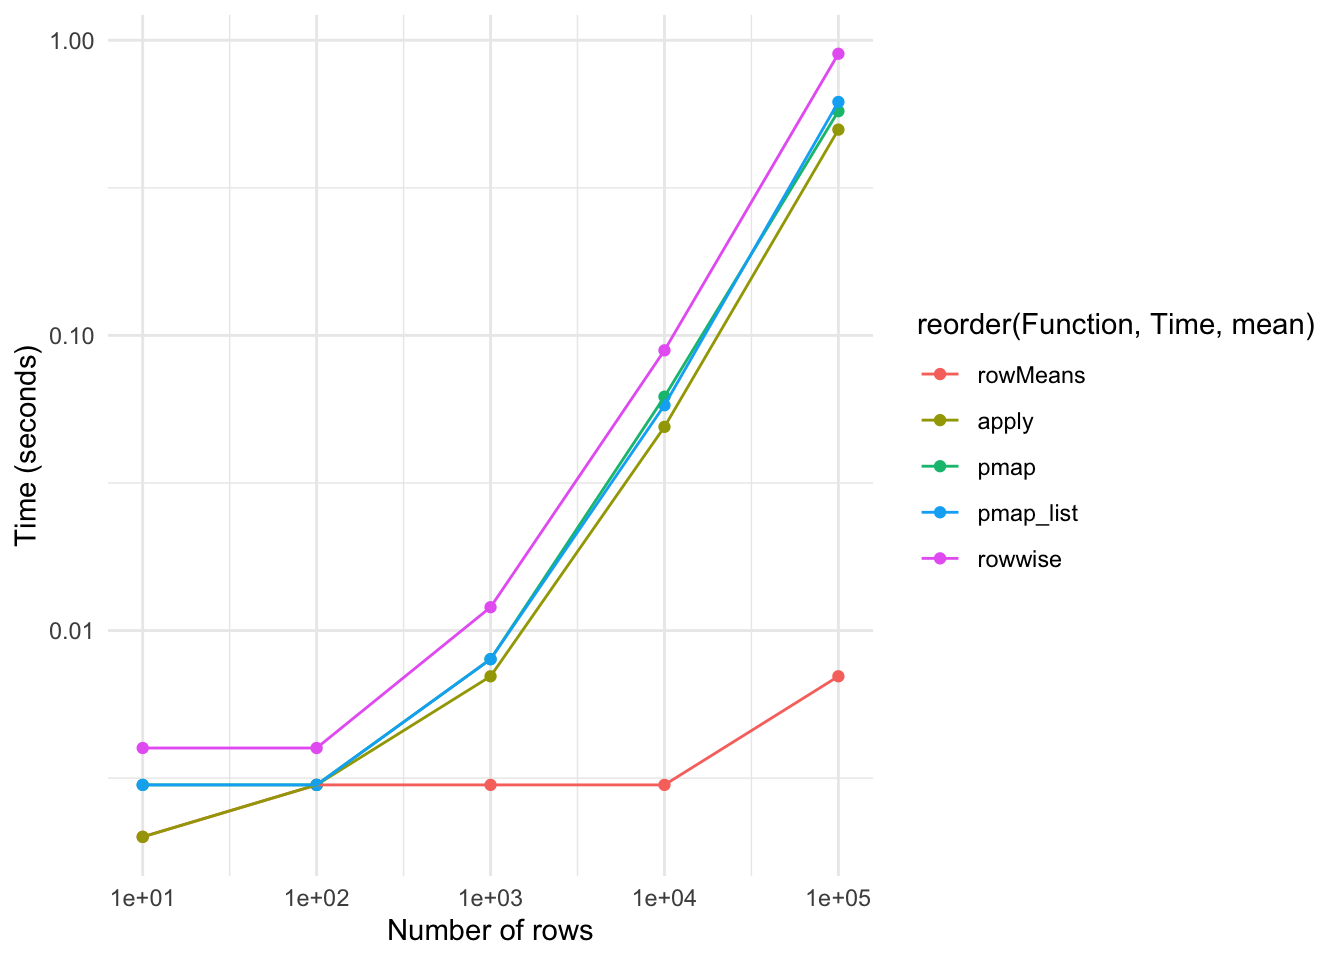 1.00
0.10
0.01
Time (seconds)
1e+01 1e+02 1e+03 1e+04 1e+05
Number of rows
reorder(Function, Time, mean)
rowMeans
apply
pmap
pmap_list
rowwise